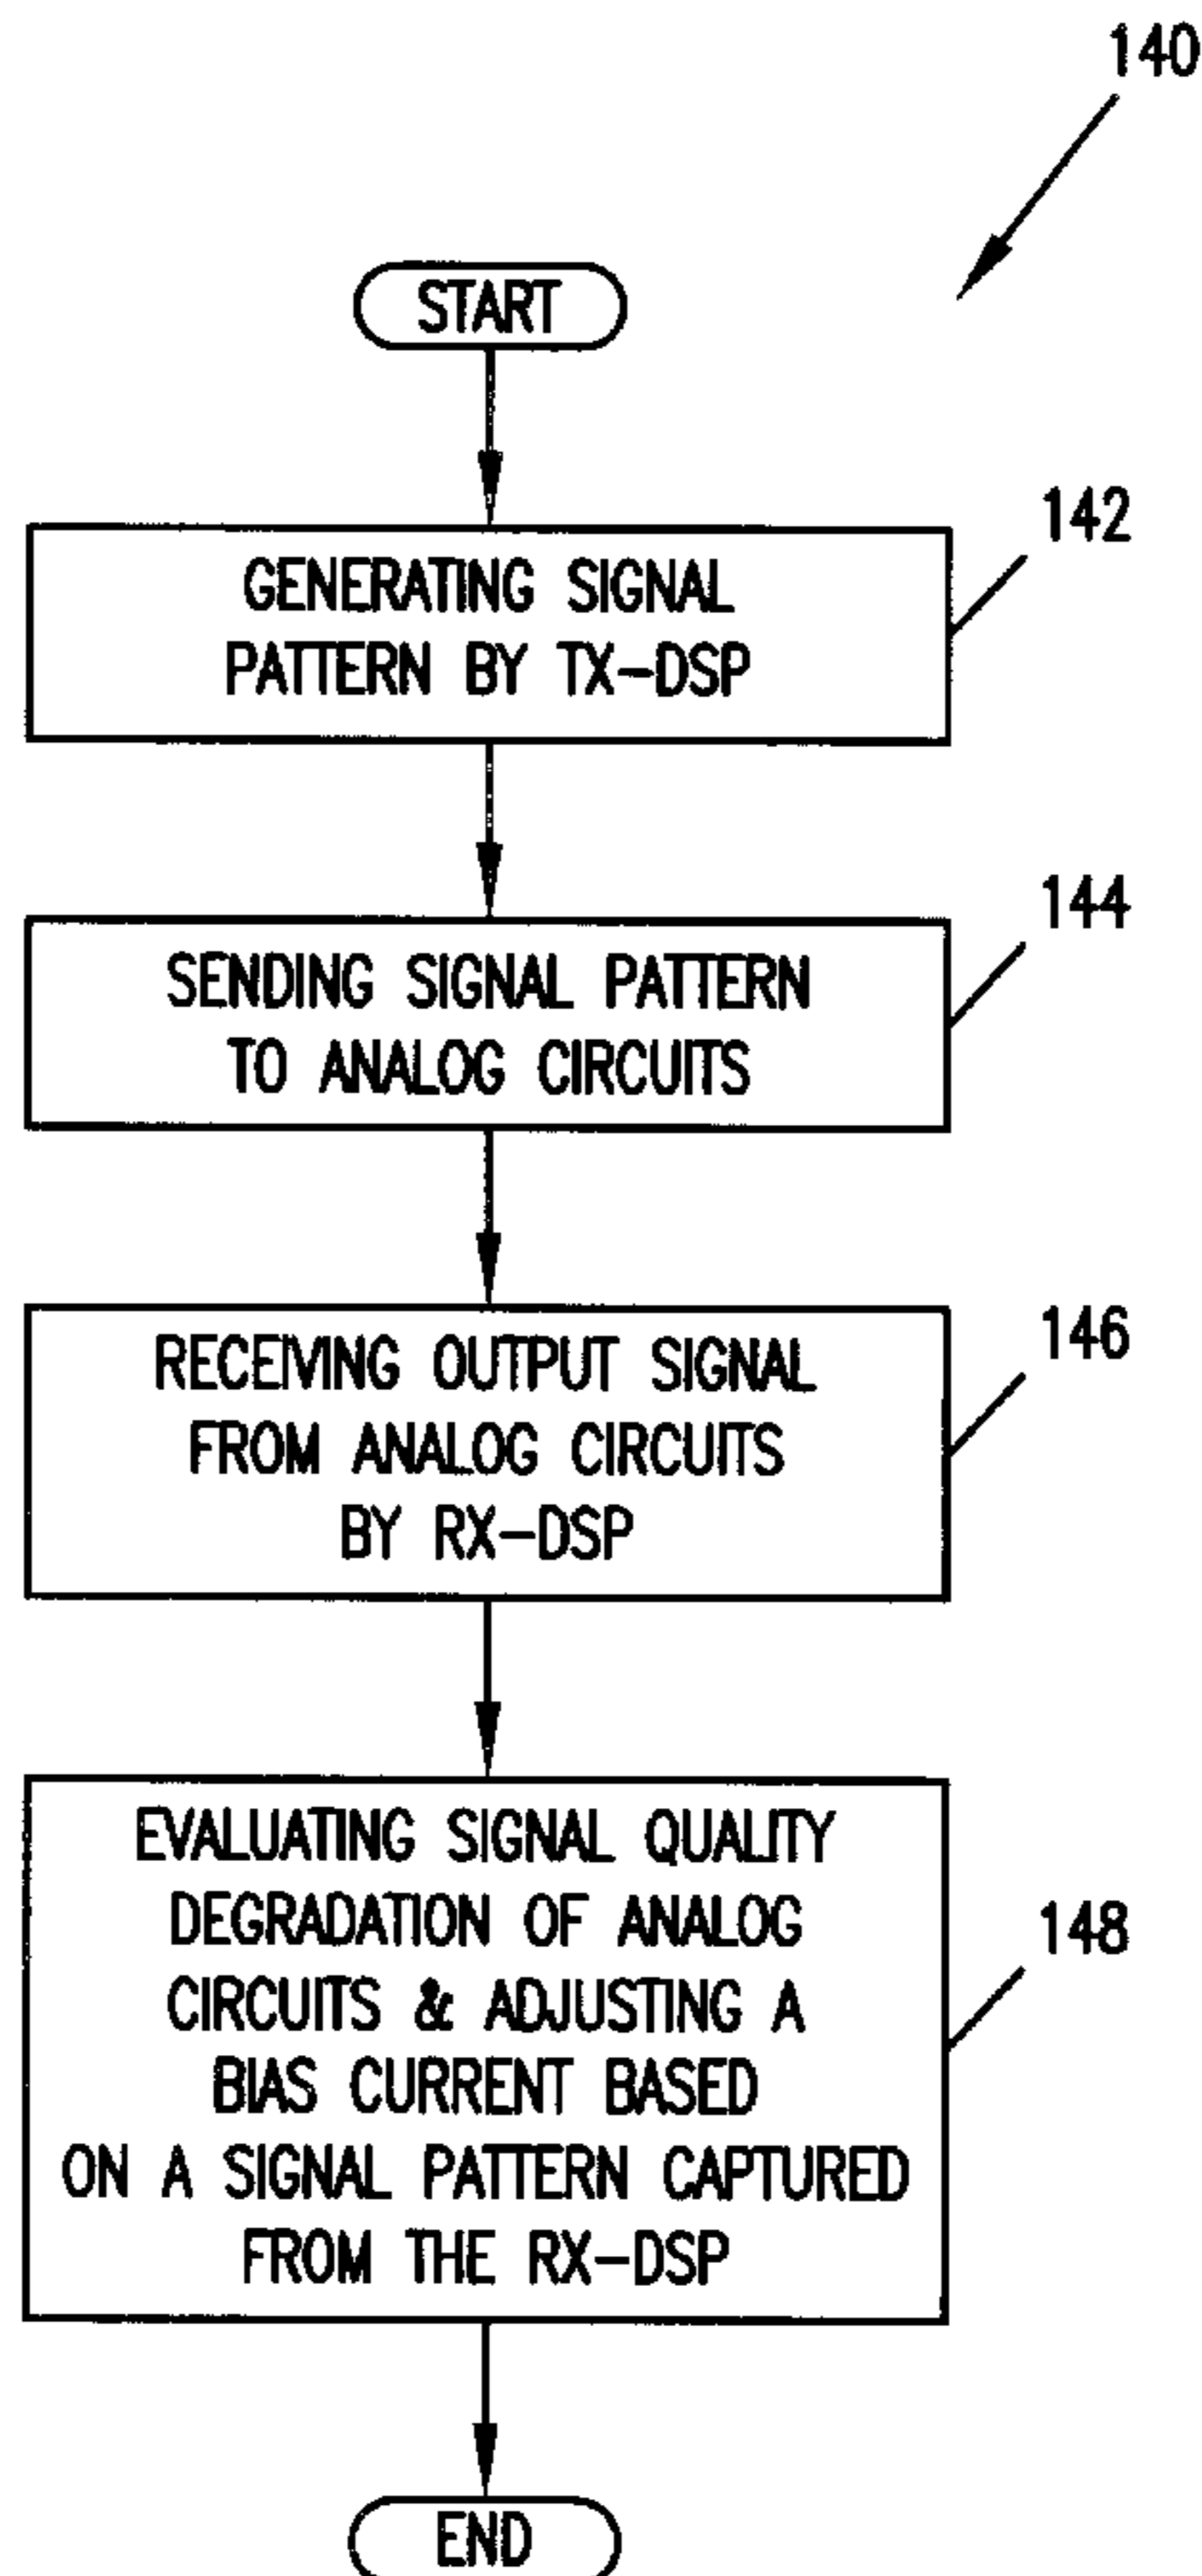 140
START
142
GENERATING SIGNAL
PATTERN BY TX-DSP
144
SENDING SIGNAL PATTERN
TO ANALOG CIRCUITS
146
RECEIVING OUTPUT SIGNAL
FROM ANALOG CIRCUITS
BY RX-DSP
148
EVALUATING SIGNAL QUALITY
DEGRADATION OF ANALOG
CIRCUITS & ADJUSTING A
BIAS CURRENT BASED
ON A SIGNAL PATTERN CAPTURED
FROM THE RX-DSP
END